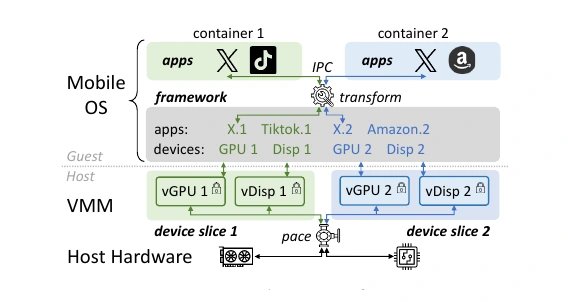 container 1 container 2
apps IPC apps
Mobile OS
framework transform
apps: X.1 Tiktok.1 X.2 Amazon.2
devices: GPU 1 Disp 1 GPU 2 Disp 2
Guest
Host
vGPU 1 vDisp 1 vGPU 2 vDisp 2
VMM
device slice 1 pace device slice 2
Host Hardware